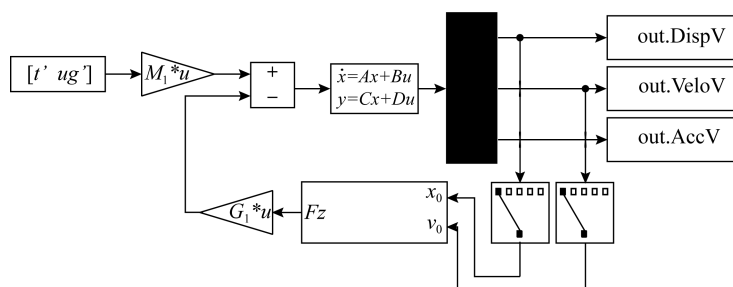 [t’ ug’]
M₁*u
+
−
ẋ=Ax+Bu
y=Cx+Du
out.DispV
out.VeloV
out.AccV
G₁*u
Fz
x₀
v₀